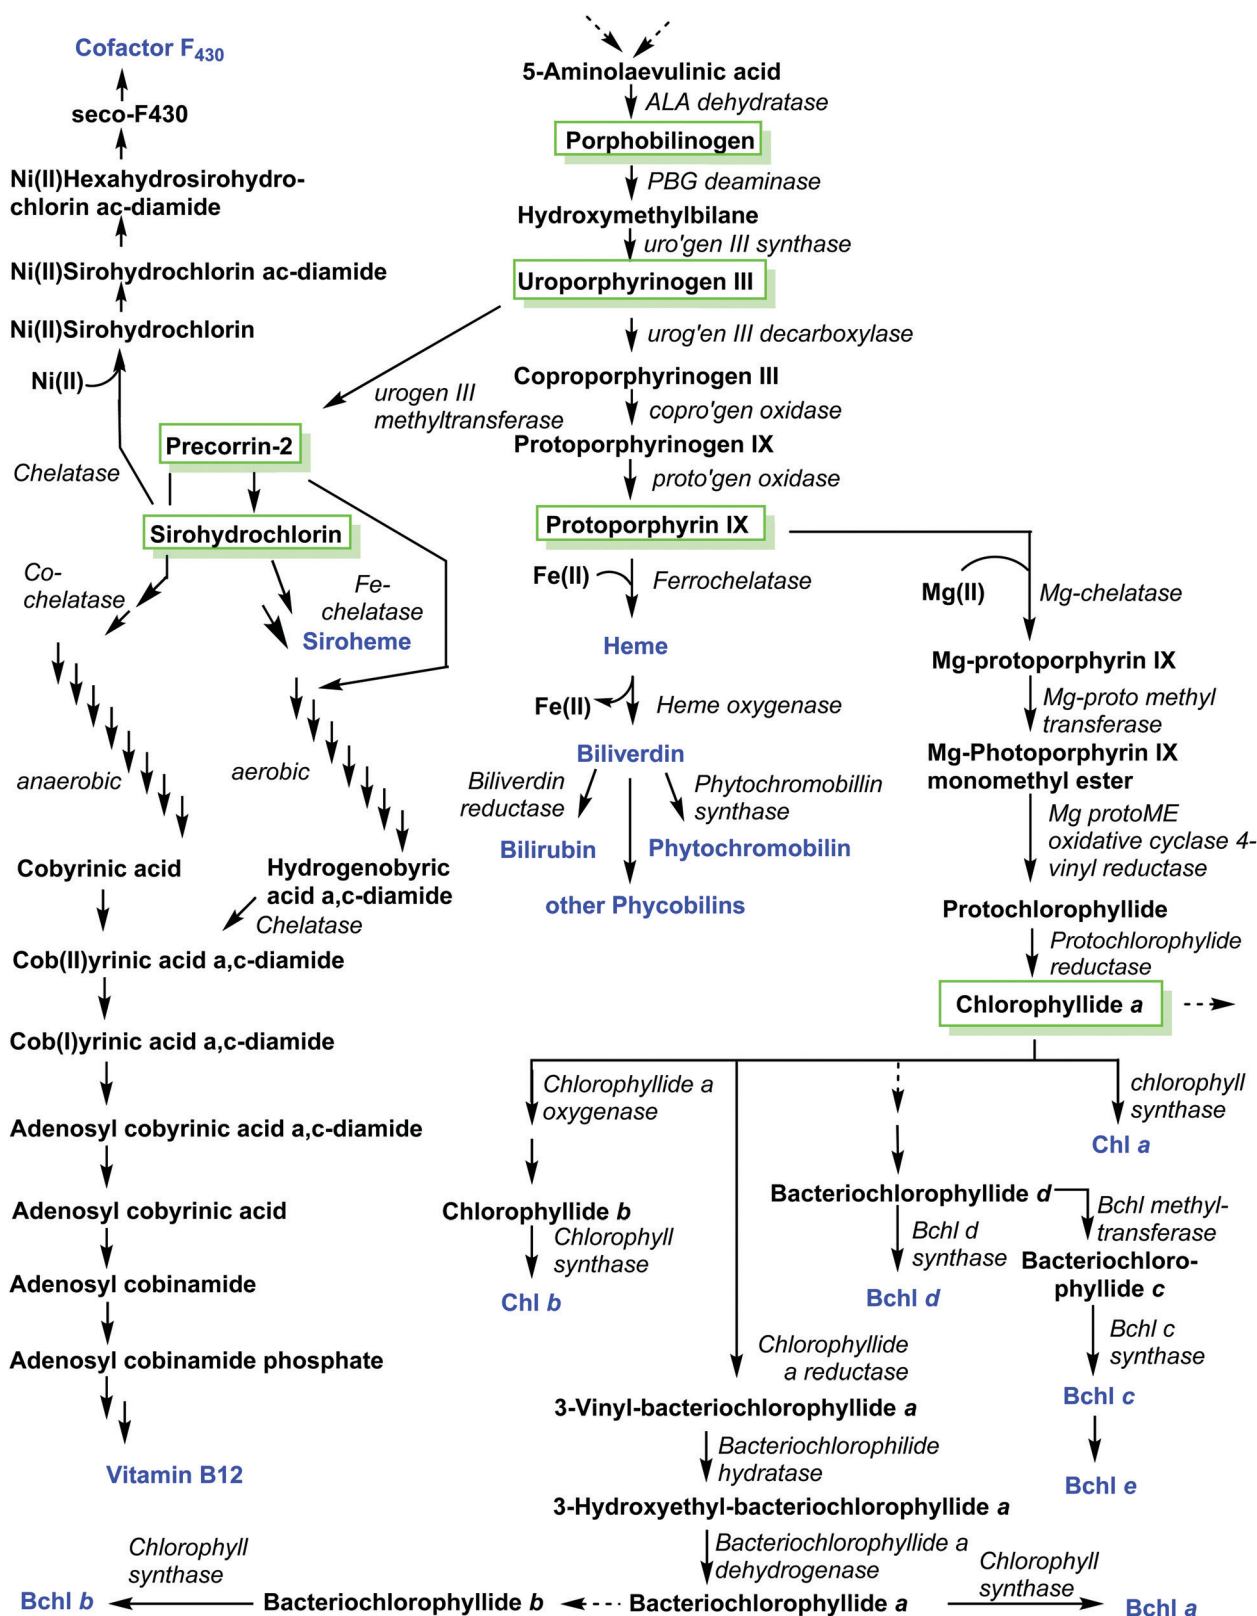 Cofactor F430
seco-F430
Ni(II)Hexahydrosirohydro-
chlorin ac-diamide
Ni(II)Sirohydrochlorin ac-diamide
Ni(II)Sirohydrochlorin
Ni(II)
Chelatase
5-Aminolaevulinic acid
ALA dehydratase
Porphobilinogen
PBG deaminase
Hydroxymethylbilane
uro'gen III synthase
Uroporphyrinogen III
urog'en III decarboxylase
Coproporphyrinogen III
copro'gen oxidase
Protoporphyrinogen IX
proto'gen oxidase
Protoporphyrin IX
urogen III
methyltransferase
Precorrin-2
Sirohydrochlorin
Co-
chelatase
Fe-
chelatase
Siroheme
anaerobic
aerobic
Cobyrinic acid
Hydrogenobyric
acid a,c-diamide
Chelatase
Cob(II)yrinic acid a,c-diamide
Cob(I)yrinic acid a,c-diamide
Adenosyl cobyrinic acid a,c-diamide
Adenosyl cobyrinic acid
Adenosyl cobinamide
Adenosyl cobinamide phosphate
Vitamin B12
Fe(II)
Ferrochelatase
Heme
Fe(II)
Heme oxygenase
Biliverdin
Biliverdin
reductase
Phytochromobillin
synthase
Bilirubin
Phytochromobilin
other Phycobilins
Mg(II)
Mg-chelatase
Mg-protoporphyrin IX
Mg-proto methyl
transferase
Mg-Photoporphyrin IX
monomethyl ester
Mg protoME
oxidative cyclase 4-
vinyl reductase
Protochlorophyllide
Protochlorophylide
reductase
Chlorophyllide a
Chlorophyllide a
oxygenase
Chlorophyllide b
Chlorophyll
synthase
Chl b
chlorophyll
synthase
Chl a
Bacteriochlorophyllide d
Bchl d
synthase
Bchl d
Bchl methyl-
transferase
Bacteriochloro-
phyllide c
Bchl c
synthase
Bchl c
Bchl e
Chlorophyllide
a reductase
3-Vinyl-bacteriochlorophyllide a
Bacteriochlorophilide
hydratase
3-Hydroxyethyl-bacteriochlorophyllide a
Bacteriochlorophyllide a
dehydrogenase
Bacteriochlorophyllide a
Chlorophyll
synthase
Bchl a
Bacteriochlorophyllide b
Chlorophyll
synthase
Bchl b